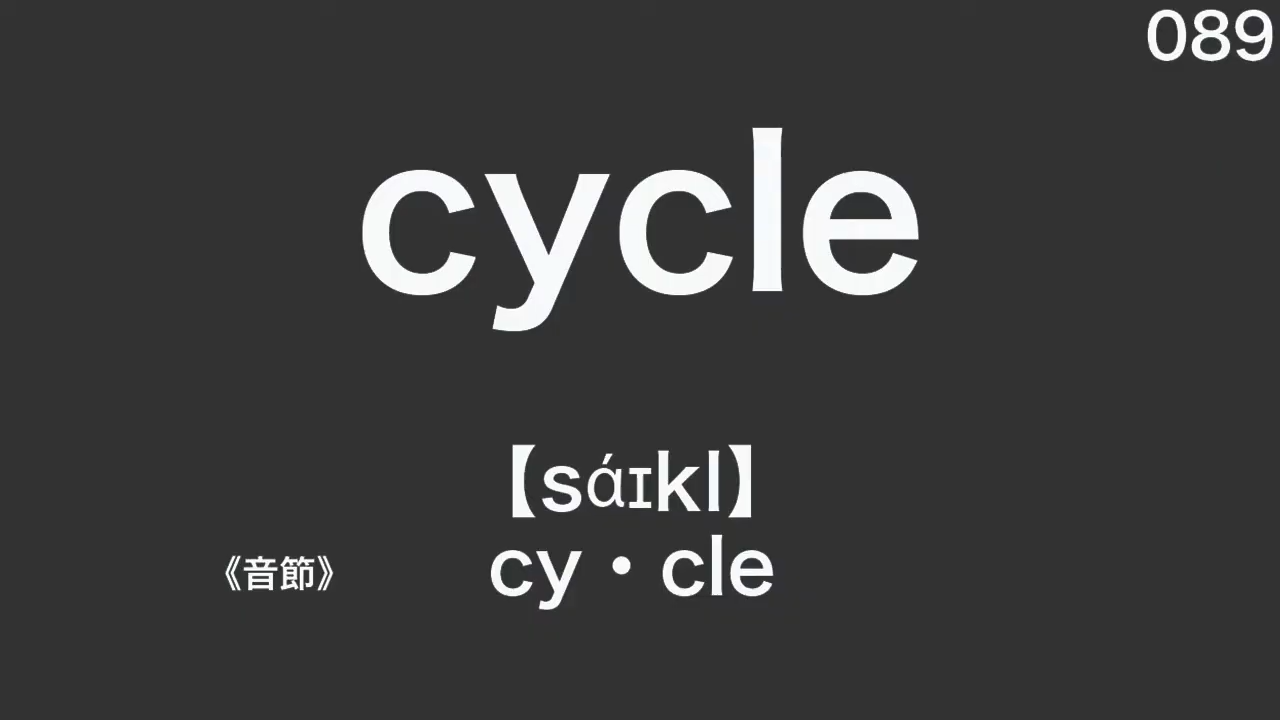 089
cycle
【sáɪkl】
《音節》 cy・cle